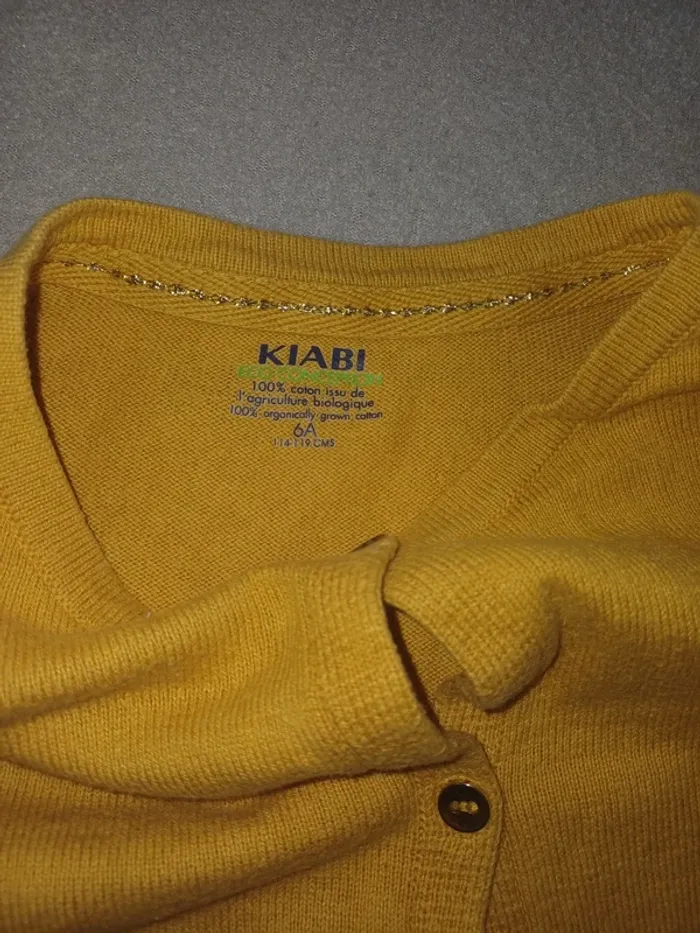 KIABI
100% coton issu de
l'agriculture biologique
100% organically grown cotton
6A
114-119 CMS